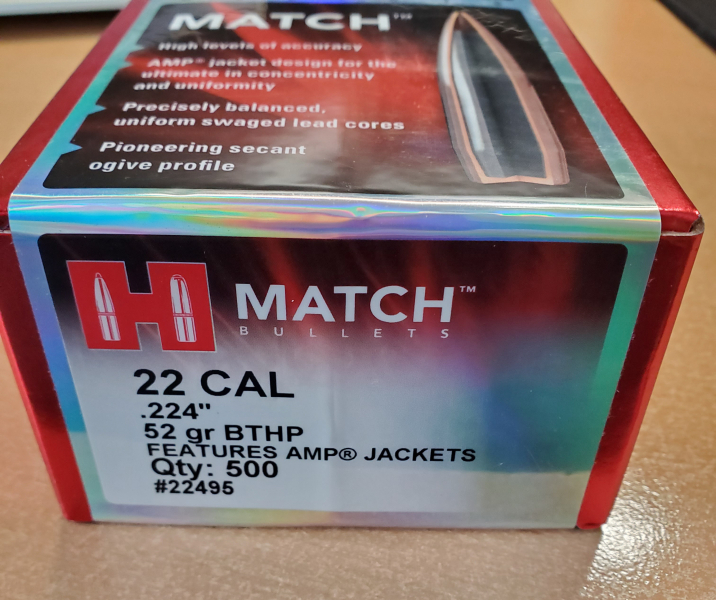 MATCH™
High levels of accuracy
AMP® jacket design for the
ultimate in concentricity
and uniformity
Precisely balanced,
uniform swaged lead cores
Pioneering secant
ogive profile
H
MATCH™
BULLETS
22 CAL
.224"
52 gr BTHP
FEATURES AMP® JACKETS
Qty: 500
#22495